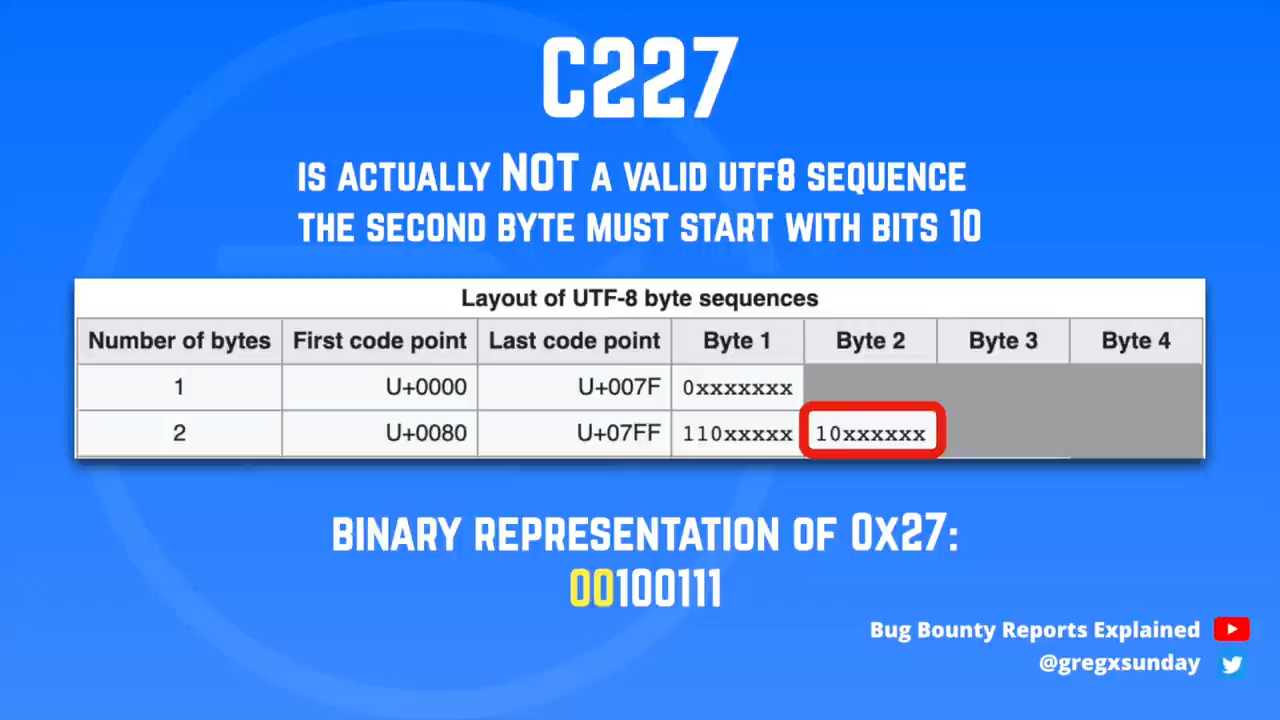 C227
IS ACTUALLY NOT A VALID UTF8 SEQUENCE
THE SECOND BYTE MUST START WITH BITS 10
Layout of UTF-8 byte sequences
Number of bytes First code point Last code point Byte 1 Byte 2 Byte 3 Byte 4
1 U+0000 U+007F 0xxxxxxx
2 U+0080 U+07FF 110xxxxx 10xxxxxx
BINARY REPRESENTATION OF 0X27:
00100111
Bug Bounty Reports Explained
@gregxsunday